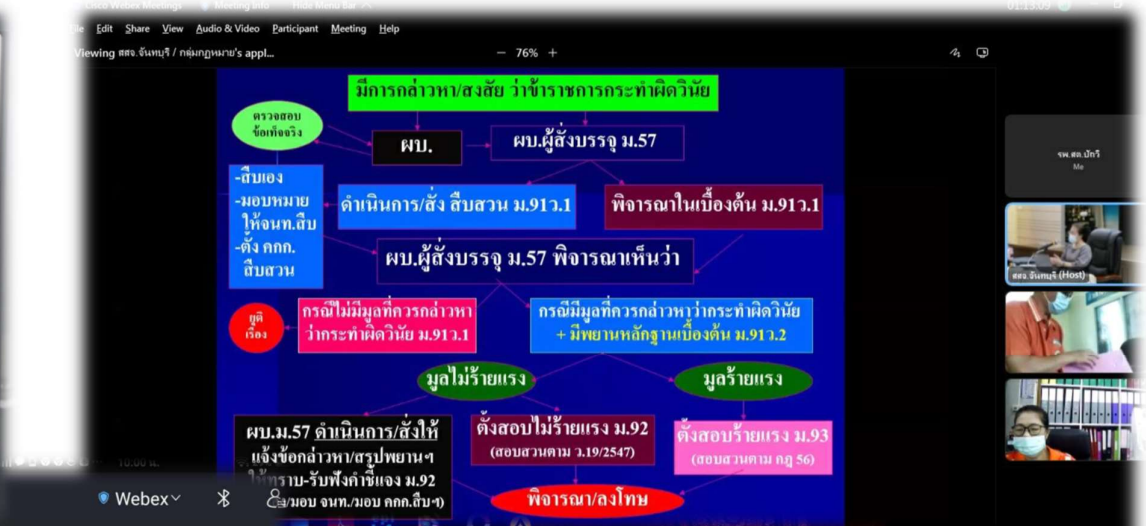 Cisco Webex Meetings Meeting Info Hide Menu Bar
01:13:09
File Edit Share View Audio & Video Participant Meeting Help
Viewing สสจ.จันทบุรี / กลุ่มกฎหมาย's appl...
− 76% +
มีการกล่าวหา/สงสัย ว่าข้าราชการกระทำผิดวินัย
ตรวจสอบ
ข้อเท็จจริง
ผบ.
ผบ.ผู้สั่งบรรจุ ม.57
-สืบเอง
-มอบหมาย
ให้จนท.สืบ
-ตั้ง คกก.
สืบสวน
ดำเนินการ/สั่ง สืบสวน ม.91ว.1
พิจารณาในเบื้องต้น ม.91ว.1
ผบ.ผู้สั่งบรรจุ ม.57 พิจารณาเห็นว่า
ยุติ
เรื่อง
กรณีไม่มีมูลที่ควรกล่าวหา
ว่ากระทำผิดวินัย ม.91ว.1
กรณีมีมูลที่ควรกล่าวหาว่ากระทำผิดวินัย
+ มีพยานหลักฐานเบื้องต้น ม.91ว.2
มูลไม่ร้ายแรง
มูลร้ายแรง
ผบ.ม.57 ดำเนินการ/สั่งให้
แจ้งข้อกล่าวหา/สรุปพยานฯ
ให้ทราบ-รับฟังคำชี้แจง ม.92
/มอบ จนท./มอบ คกก.สืบฯ)
ตั้งสอบไม่ร้ายแรง ม.92
(สอบสวนตาม ว.19/2547)
ตั้งสอบร้ายแรง ม.93
(สอบสวนตาม กฎ 56)
พิจารณา/ลงโทษ
รพ.สต.ปักวี
Me
สสจ.จันทบุรี (Host)
10:00 น.
Webex